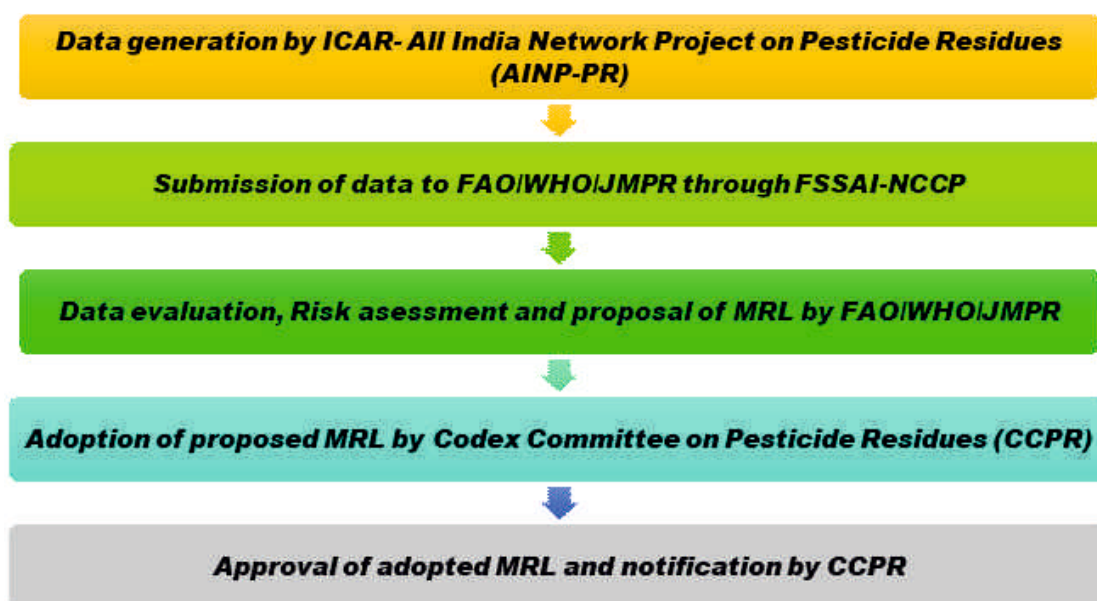 Data generation by ICAR- All India Network Project on Pesticide Residues
(AINP-PR)
Submission of data to FAO/WHO/JMPR through FSSAI-NCCP
Data evaluation, Risk asessment and proposal of MRL by FAO/WHO/JMPR
Adoption of proposed MRL by Codex Committee on Pesticide Residues (CCPR)
Approval of adopted MRL and notification by CCPR